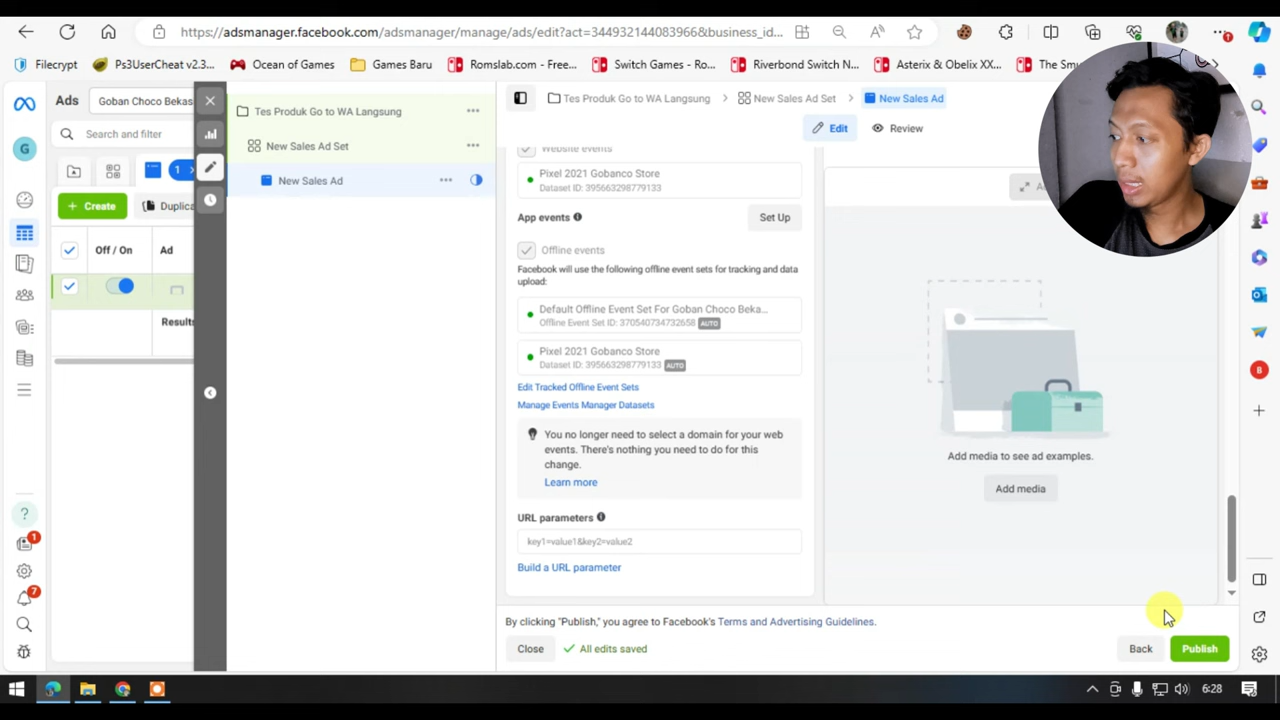 https://adsmanager.facebook.com/adsmanager/manage/ads/edit?act=344932144083966&business_id...
Filecrypt
Ps3UserCheat v2.3...
Ocean of Games
Games Baru
Romslab.com - Free...
Switch Games - Ro...
Riverbond Switch N...
Asterix & Obelix XX...
The Smu
Ads
Goban Choco Bekas
Search and filter
1
+ Create
Duplica
Off / On
Ad
Results
Tes Produk Go to WA Langsung
New Sales Ad Set
New Sales Ad
Tes Produk Go to WA Langsung
New Sales Ad Set
New Sales Ad
Edit
Review
Website events
Pixel 2021 Gobanco Store
Dataset ID: 395663298779133
App events
Set Up
Offline events
Facebook will use the following offline event sets for tracking and data
upload:
Default Offline Event Set For Goban Choco Beka...
Offline Event Set ID: 370540734732658 AUTO
Pixel 2021 Gobanco Store
Dataset ID: 395663298779133 AUTO
Edit Tracked Offline Event Sets
Manage Events Manager Datasets
You no longer need to select a domain for your web
events. There's nothing you need to do for this
change.
Learn more
URL parameters
key1=value1&key2=value2
Build a URL parameter
Add media to see ad examples.
Add media
By clicking "Publish," you agree to Facebook's Terms and Advertising Guidelines.
Close
All edits saved
Back
Publish
G
?
1
7
B
6:28